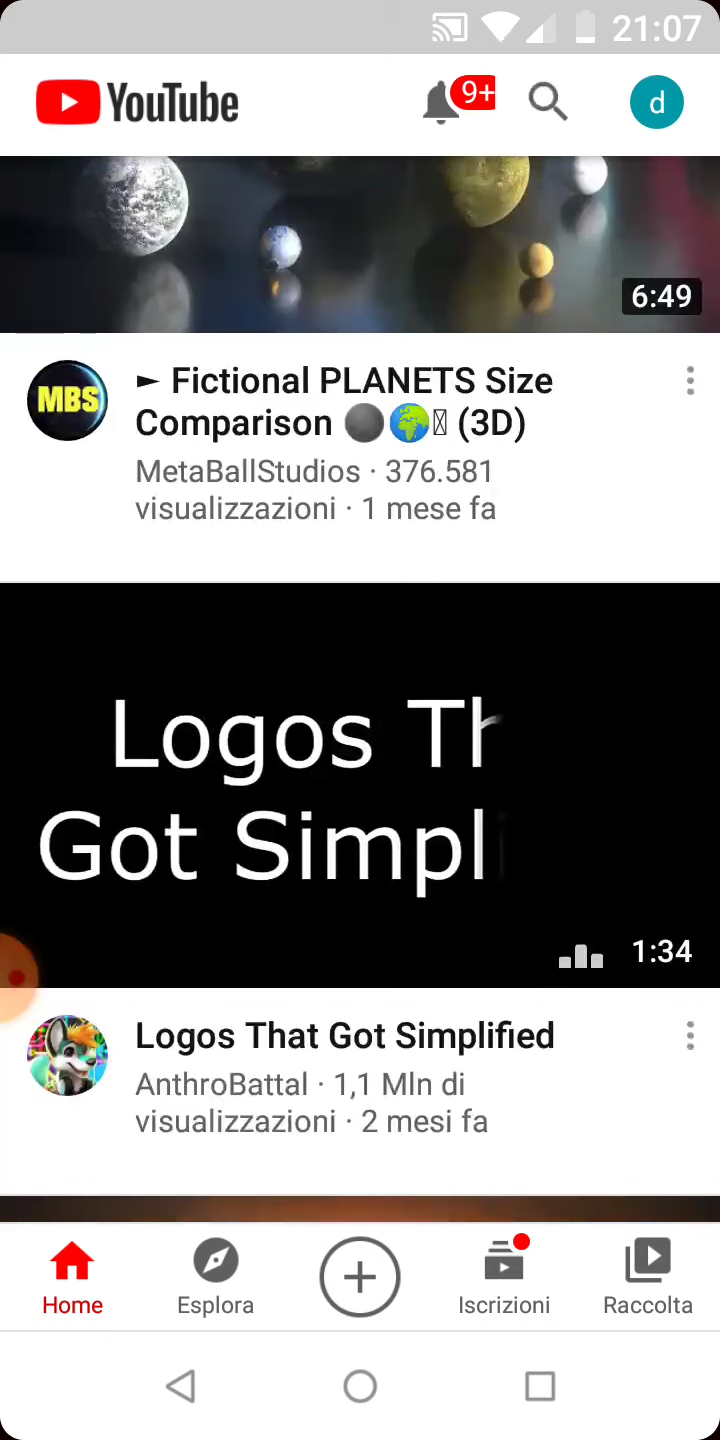 21:07
YouTube
9+
d
6:49
MBS
► Fictional PLANETS Size
Comparison 🌑🌍 (3D)
MetaBallStudios · 376.581
visualizzazioni · 1 mese fa
Logos Th
Got Simpli
1:34
Logos That Got Simplified
AnthroBattal · 1,1 Mln di
visualizzazioni · 2 mesi fa
Home
Esplora
Iscrizioni
Raccolta